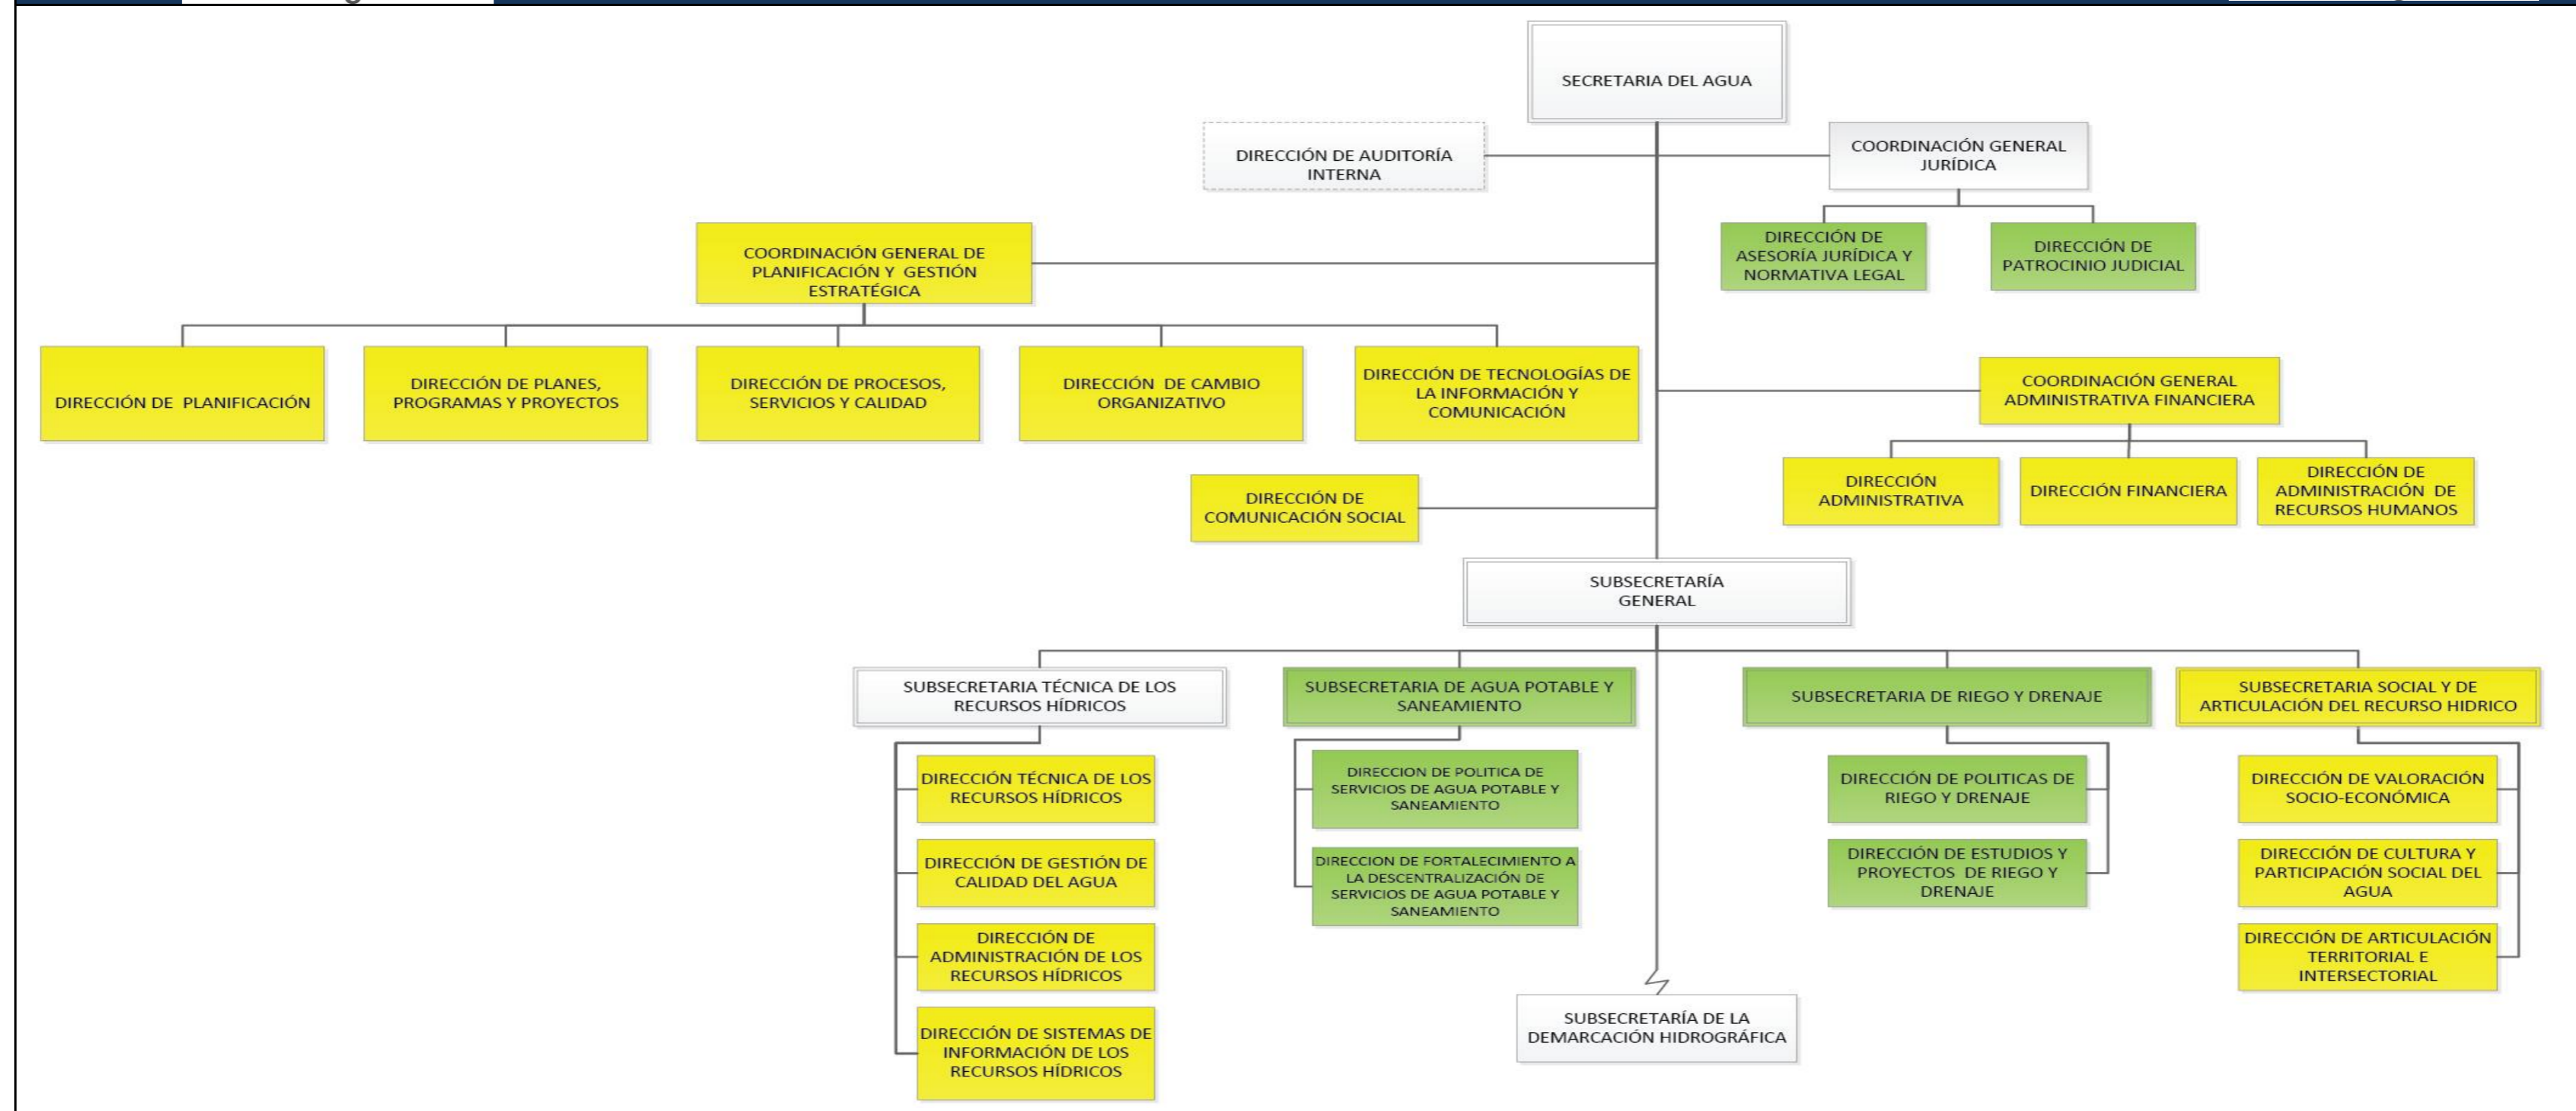 SECRETARIA DEL AGUA
DIRECCIÓN DE AUDITORÍA
INTERNA
COORDINACIÓN GENERAL
JURÍDICA
DIRECCIÓN DE
ASESORÍA JURÍDICA Y
NORMATIVA LEGAL
DIRECCIÓN DE
PATROCINIO JUDICIAL
COORDINACIÓN GENERAL DE
PLANIFICACIÓN Y GESTIÓN
ESTRATÉGICA
DIRECCIÓN DE PLANIFICACIÓN
DIRECCIÓN DE PLANES,
PROGRAMAS Y PROYECTOS
DIRECCIÓN DE PROCESOS,
SERVICIOS Y CALIDAD
DIRECCIÓN DE CAMBIO
ORGANIZATIVO
DIRECCIÓN DE TECNOLOGÍAS DE
LA INFORMACIÓN Y
COMUNICACIÓN
COORDINACIÓN GENERAL
ADMINISTRATIVA FINANCIERA
DIRECCIÓN
ADMINISTRATIVA
DIRECCIÓN FINANCIERA
DIRECCIÓN DE
ADMINISTRACIÓN DE
RECURSOS HUMANOS
DIRECCIÓN DE
COMUNICACIÓN SOCIAL
SUBSECRETARÍA
GENERAL
SUBSECRETARIA TÉCNICA DE LOS
RECURSOS HÍDRICOS
DIRECCIÓN TÉCNICA DE LOS
RECURSOS HÍDRICOS
DIRECCIÓN DE GESTIÓN DE
CALIDAD DEL AGUA
DIRECCIÓN DE
ADMINISTRACIÓN DE LOS
RECURSOS HÍDRICOS
DIRECCIÓN DE SISTEMAS DE
INFORMACIÓN DE LOS
RECURSOS HÍDRICOS
SUBSECRETARIA DE AGUA POTABLE Y
SANEAMIENTO
DIRECCION DE POLITICA DE
SERVICIOS DE AGUA POTABLE Y
SANEAMIENTO
DIRECCION DE FORTALECIMIENTO A
LA DESCENTRALIZACIÓN DE
SERVICIOS DE AGUA POTABLE Y
SANEAMIENTO
SUBSECRETARIA DE RIEGO Y DRENAJE
DIRECCIÓN DE POLITICAS DE
RIEGO Y DRENAJE
DIRECCIÓN DE ESTUDIOS Y
PROYECTOS DE RIEGO Y
DRENAJE
SUBSECRETARIA SOCIAL Y DE
ARTICULACIÓN DEL RECURSO HIDRICO
DIRECCIÓN DE VALORACIÓN
SOCIO-ECONÓMICA
DIRECCIÓN DE CULTURA Y
PARTICIPACIÓN SOCIAL DEL
AGUA
DIRECCIÓN DE ARTICULACIÓN
TERRITORIAL E
INTERSECTORIAL
SUBSECRETARÍA DE LA
DEMARCACIÓN HIDROGRÁFICA